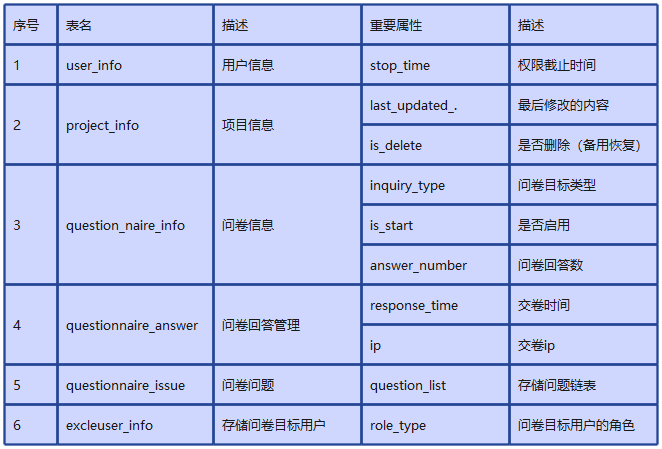 序号 表名 描述 重要属性 描述
1 user_info 用户信息 stop_time 权限截止时间
2 project_info 项目信息 last_updated_. 最后修改的内容
is_delete 是否删除（备用恢复）
3 question_naire_info 问卷信息 inquiry_type 问卷目标类型
is_start 是否启用
answer_number 问卷回答数
4 questionnaire_answer 问卷回答管理 response_time 交卷时间
ip 交卷ip
5 questionnaire_issue 问卷问题 question_list 存储问题链表
6 excleuser_info 存储问卷目标用户 role_type 问卷目标用户的角色